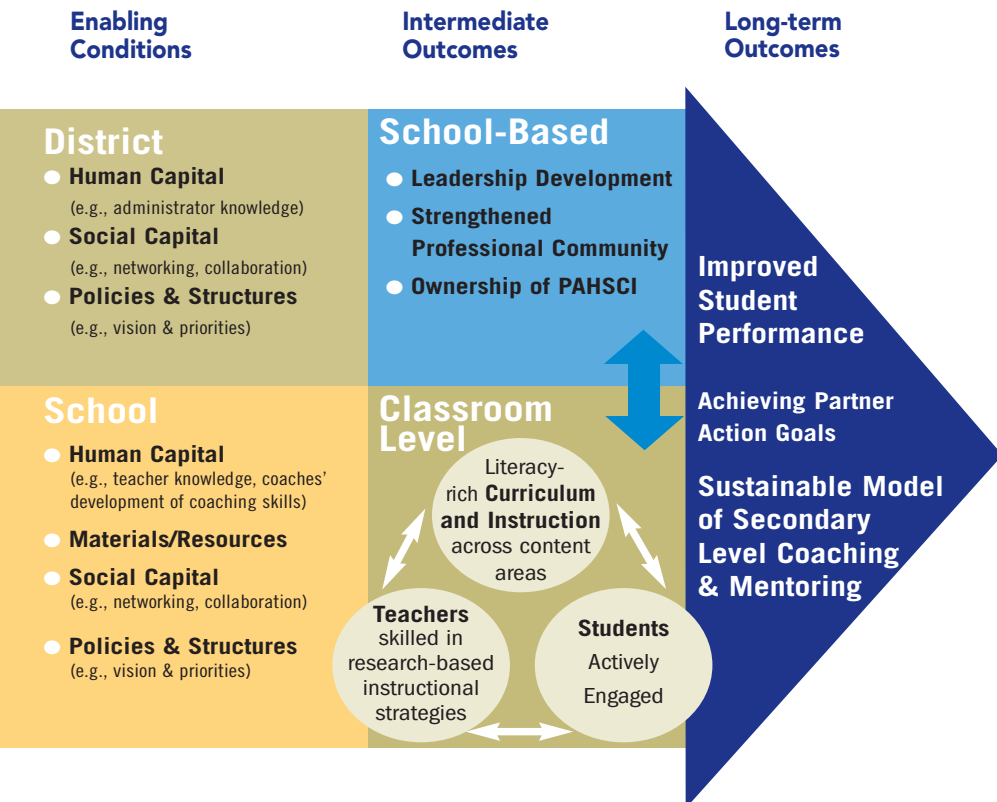 Enabling
Conditions
Intermediate
Outcomes
Long-term
Outcomes
District
Human Capital
(e.g., administrator knowledge)
Social Capital
(e.g., networking, collaboration)
Policies & Structures
(e.g., vision & priorities)
School-Based
Leadership Development
Strengthened
Professional Community
Ownership of PAHSCI
School
Human Capital
(e.g., teacher knowledge, coaches’
development of coaching skills)
Materials/Resources
Social Capital
(e.g., networking, collaboration)
Policies & Structures
(e.g., vision & priorities)
Classroom
Level
Literacy-
rich Curriculum
and Instruction
across content
areas
Teachers
skilled in
research-based
instructional
strategies
Students
Actively
Engaged
Improved
Student
Performance
Achieving Partner
Action Goals
Sustainable Model
of Secondary
Level Coaching
& Mentoring